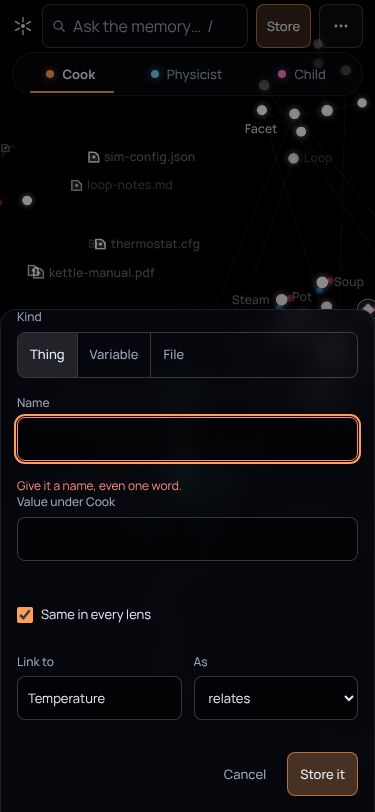 Ask the memory... /
Store
...
Cook
Physicist
Child
Facet
sim-config.json
Loop
loop-notes.md
thermostat.cfg
kettle-manual.pdf
Soup
Steam
Pot
Kind
Thing
Variable
File
Name
Give it a name, even one word.
Value under Cook
Same in every lens
Link to
As
Temperature
relates
Cancel
Store it